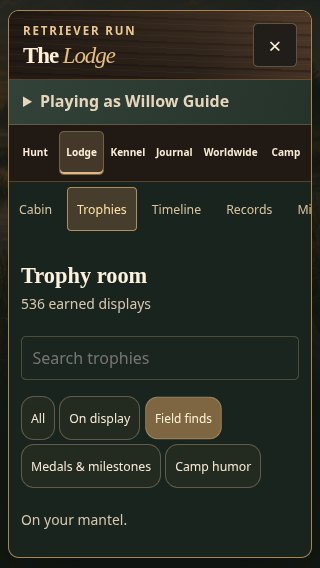 RETRIEVER RUN
The Lodge
✕
▶ Playing as Willow Guide
Hunt Lodge Kennel Journal Worldwide Camp
Cabin Trophies Timeline Records Mi
Trophy room
536 earned displays
Search trophies
All On display Field finds
Medals & milestones Camp humor
On your mantel.